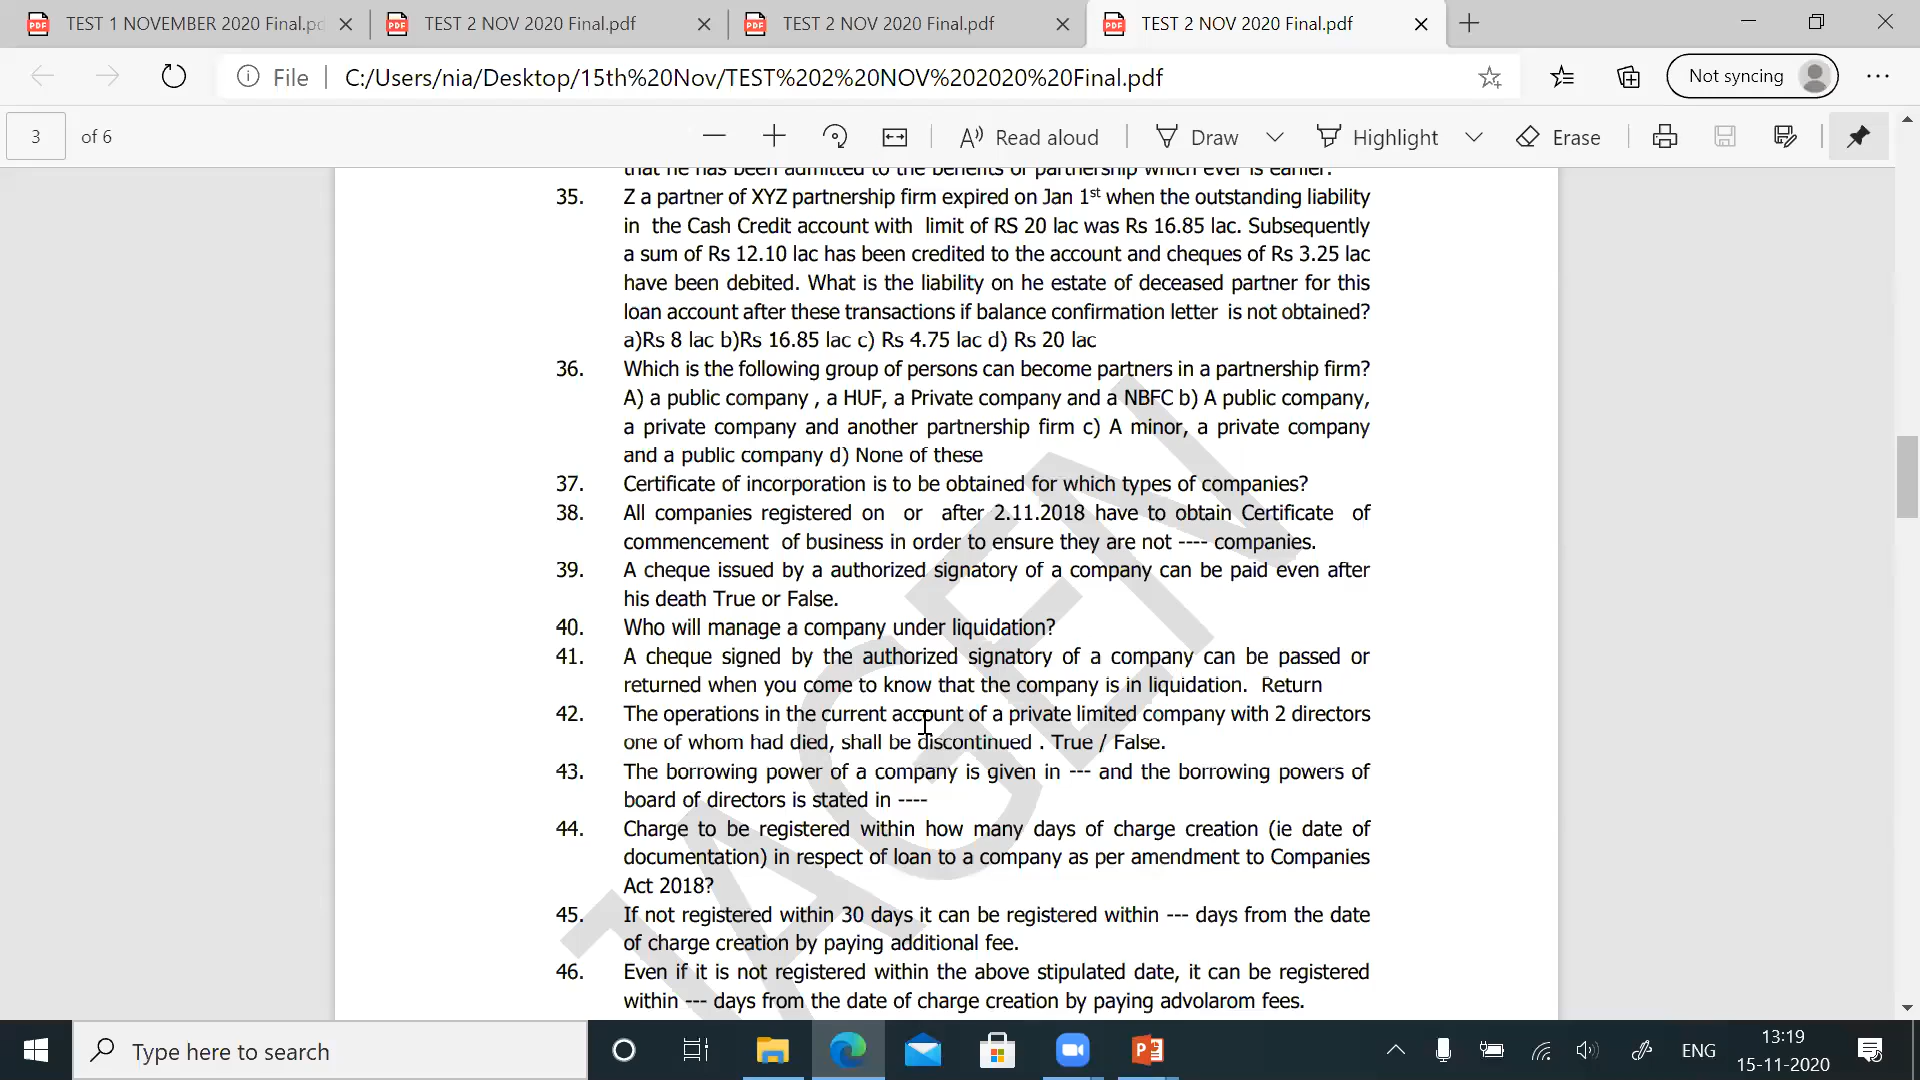 TEST 1 NOVEMBER 2020 Final.pdf
TEST 2 NOV 2020 Final.pdf
TEST 2 NOV 2020 Final.pdf
TEST 2 NOV 2020 Final.pdf
File C:/Users/nia/Desktop/15th%20Nov/TEST%202%20NOV%202020%20Final.pdf Not syncing
3 of 6 Read aloud Draw Highlight Erase
that he has been admitted to the benefits of partnership which ever is earlier.
35. Z a partner of XYZ partnership firm expired on Jan 1st when the outstanding liability
in the Cash Credit account with limit of RS 20 lac was Rs 16.85 lac. Subsequently
a sum of Rs 12.10 lac has been credited to the account and cheques of Rs 3.25 lac
have been debited. What is the liability on he estate of deceased partner for this
loan account after these transactions if balance confirmation letter is not obtained?
a)Rs 8 lac b)Rs 16.85 lac c) Rs 4.75 lac d) Rs 20 lac
36. Which is the following group of persons can become partners in a partnership firm?
A) a public company , a HUF, a Private company and a NBFC b) A public company,
a private company and another partnership firm c) A minor, a private company
and a public company d) None of these
37. Certificate of incorporation is to be obtained for which types of companies?
38. All companies registered on or after 2.11.2018 have to obtain Certificate of
commencement of business in order to ensure they are not ---- companies.
39. A cheque issued by a authorized signatory of a company can be paid even after
his death True or False.
40. Who will manage a company under liquidation?
41. A cheque signed by the authorized signatory of a company can be passed or
returned when you come to know that the company is in liquidation. Return
42. The operations in the current account of a private limited company with 2 directors
one of whom had died, shall be discontinued . True / False.
43. The borrowing power of a company is given in --- and the borrowing powers of
board of directors is stated in ----
44. Charge to be registered within how many days of charge creation (ie date of
documentation) in respect of loan to a company as per amendment to Companies
Act 2018?
45. If not registered within 30 days it can be registered within --- days from the date
of charge creation by paying additional fee.
46. Even if it is not registered within the above stipulated date, it can be registered
within --- days from the date of charge creation by paying advolarom fees.
Type here to search
ENG
13:19
15-11-2020